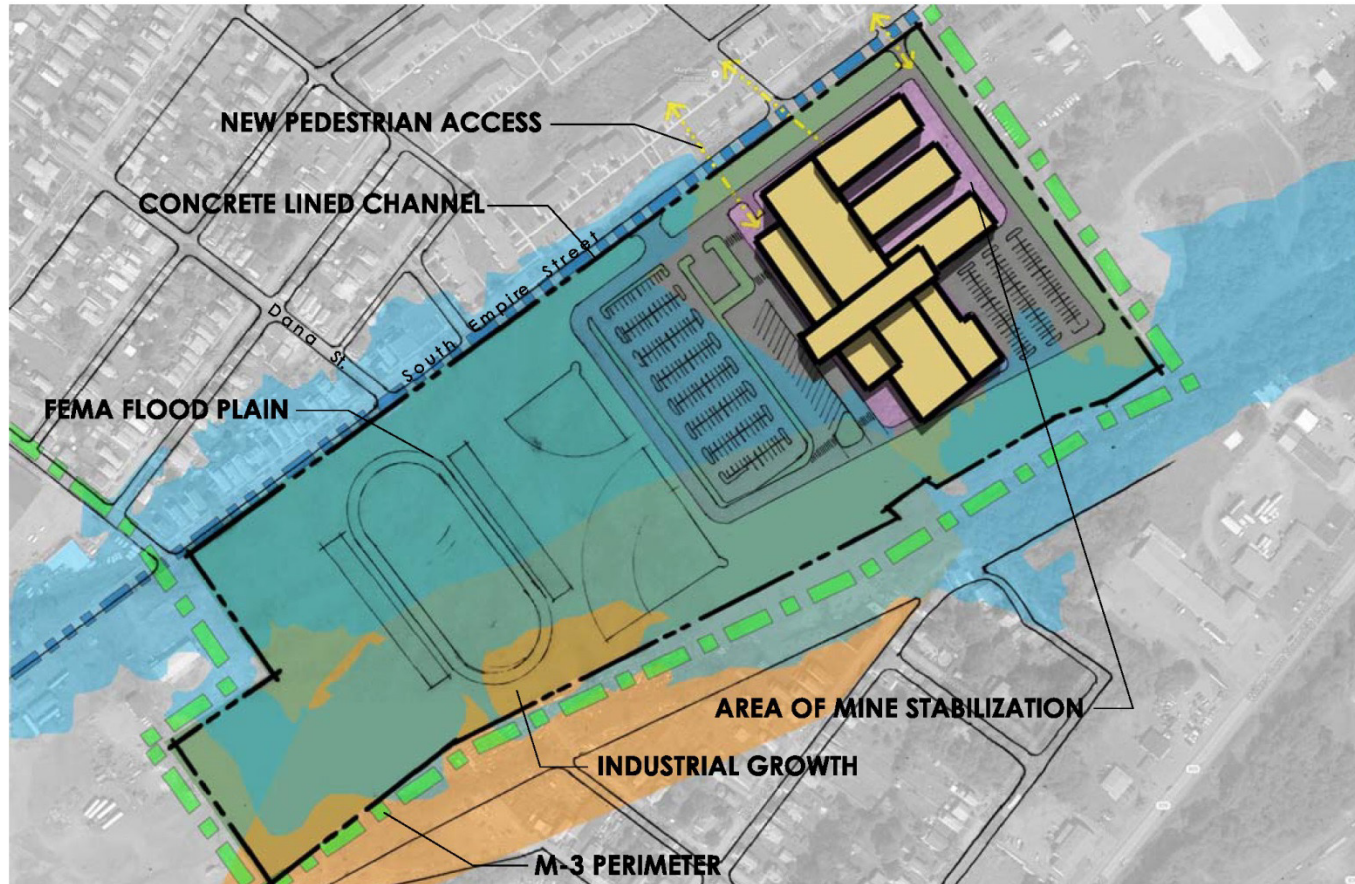 NEW PEDESTRIAN ACCESS
CONCRETE LINED CHANNEL
South Empire Street
Dana St.
FEMA FLOOD PLAIN
AREA OF MINE STABILIZATION
INDUSTRIAL GROWTH
M-3 PERIMETER